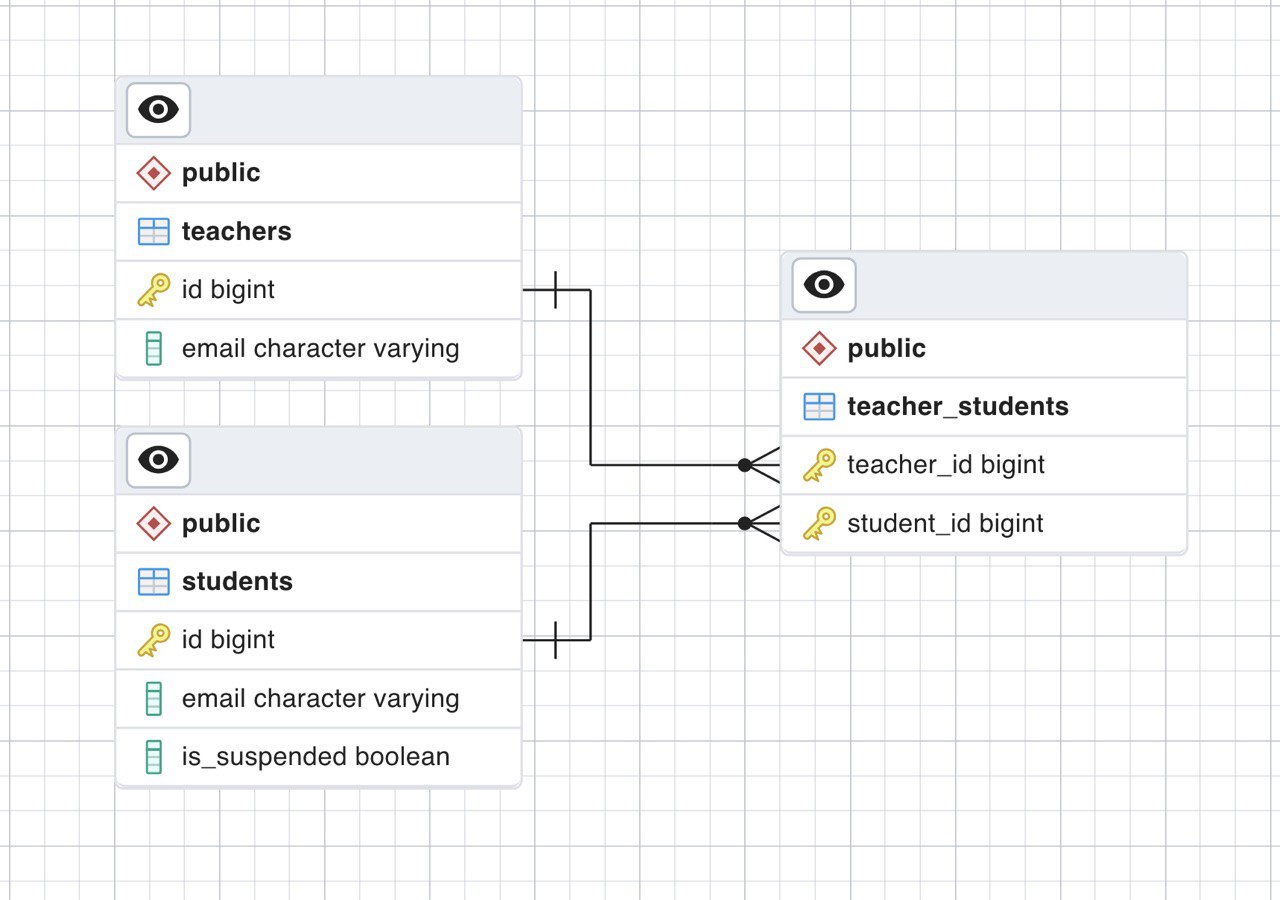 public
teachers
id bigint
email character varying
public
students
id bigint
email character varying
is_suspended boolean
public
teacher_students
teacher_id bigint
student_id bigint